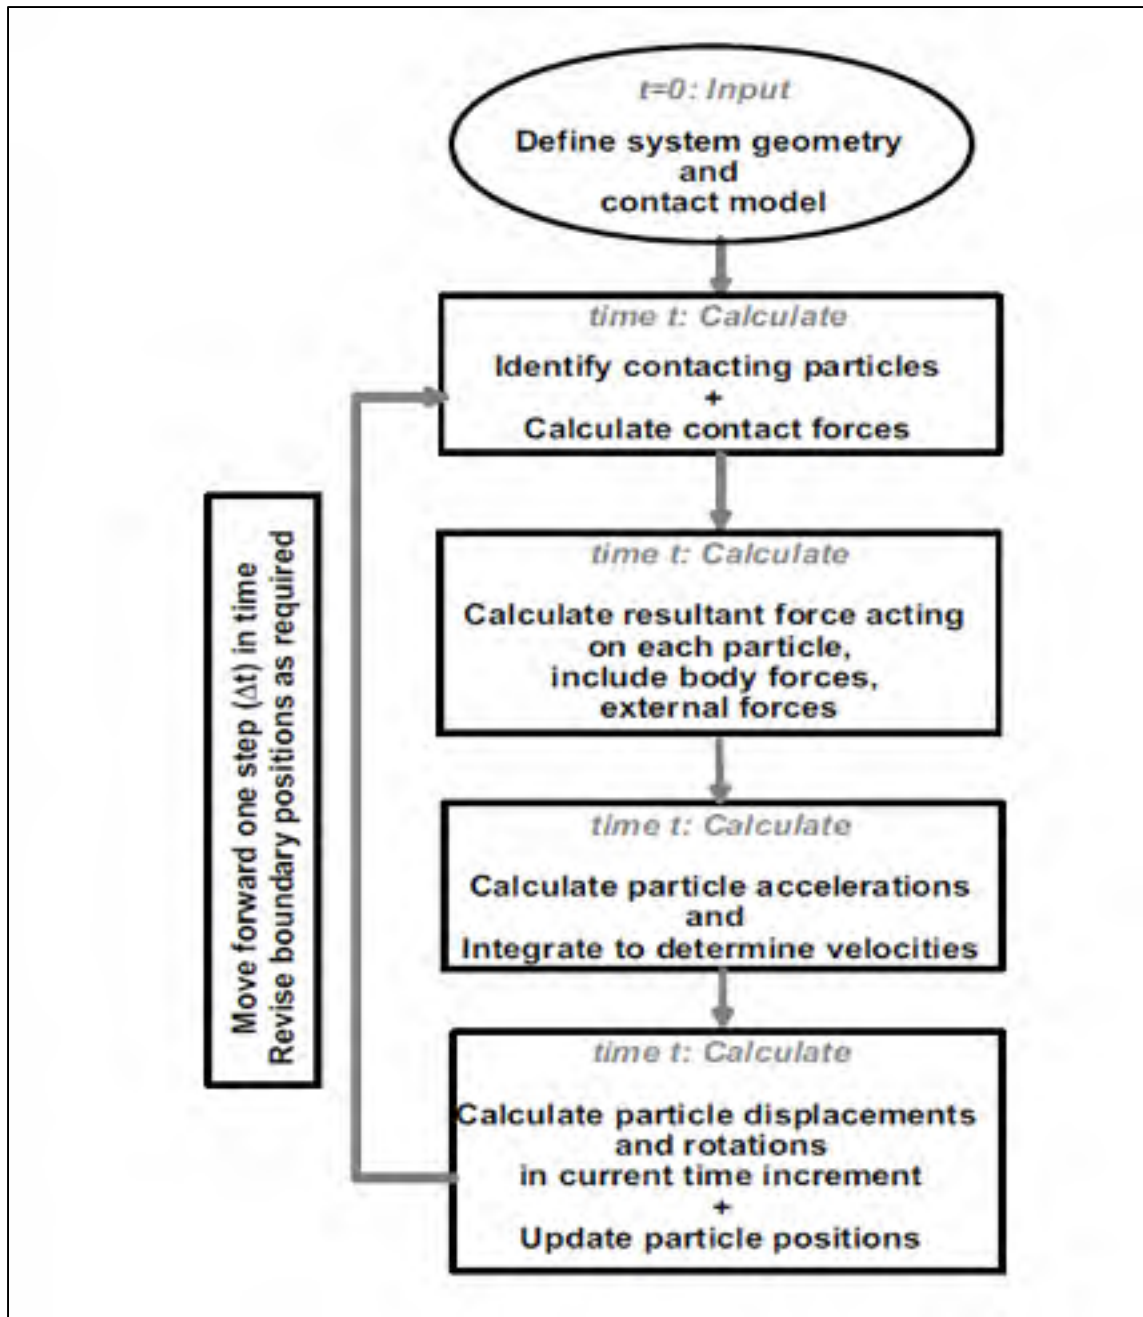 t=0: Input
Define system geometry
and
contact model
time t: Calculate
Identify contacting particles
+
Calculate contact forces
time t: Calculate
Calculate resultant force acting
on each particle,
include body forces,
external forces
time t: Calculate
Calculate particle accelerations
and
Integrate to determine velocities
time t: Calculate
Calculate particle displacements
and rotations
in current time increment
+
Update particle positions
Move forward one step (Δt) in time
Revise boundary positions as required